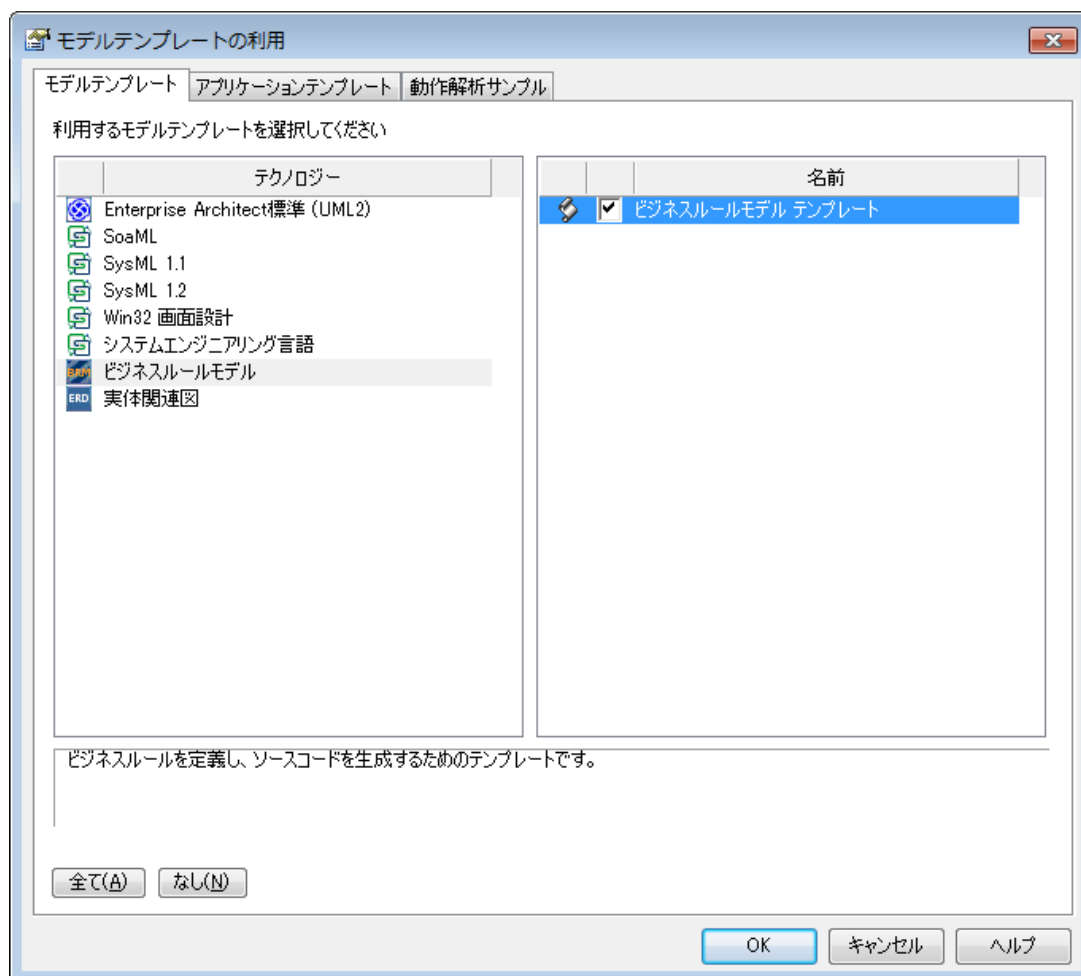 モデルテンプレートの利用
モデルテンプレート アプリケーションテンプレート 動作解析サンプル
利用するモデルテンプレートを選択してください
テクノロジー
Enterprise Architect標準 (UML2)
SoaML
SysML 1.1
SysML 1.2
Win32 画面設計
システムエンジニアリング言語
BRM ビジネスルールモデル
ERD 実体関連図
名前
ビジネスルールモデル テンプレート
ビジネスルールを定義し、ソースコードを生成するためのテンプレートです。
全て(A) なし(N)
OK キャンセル ヘルプ